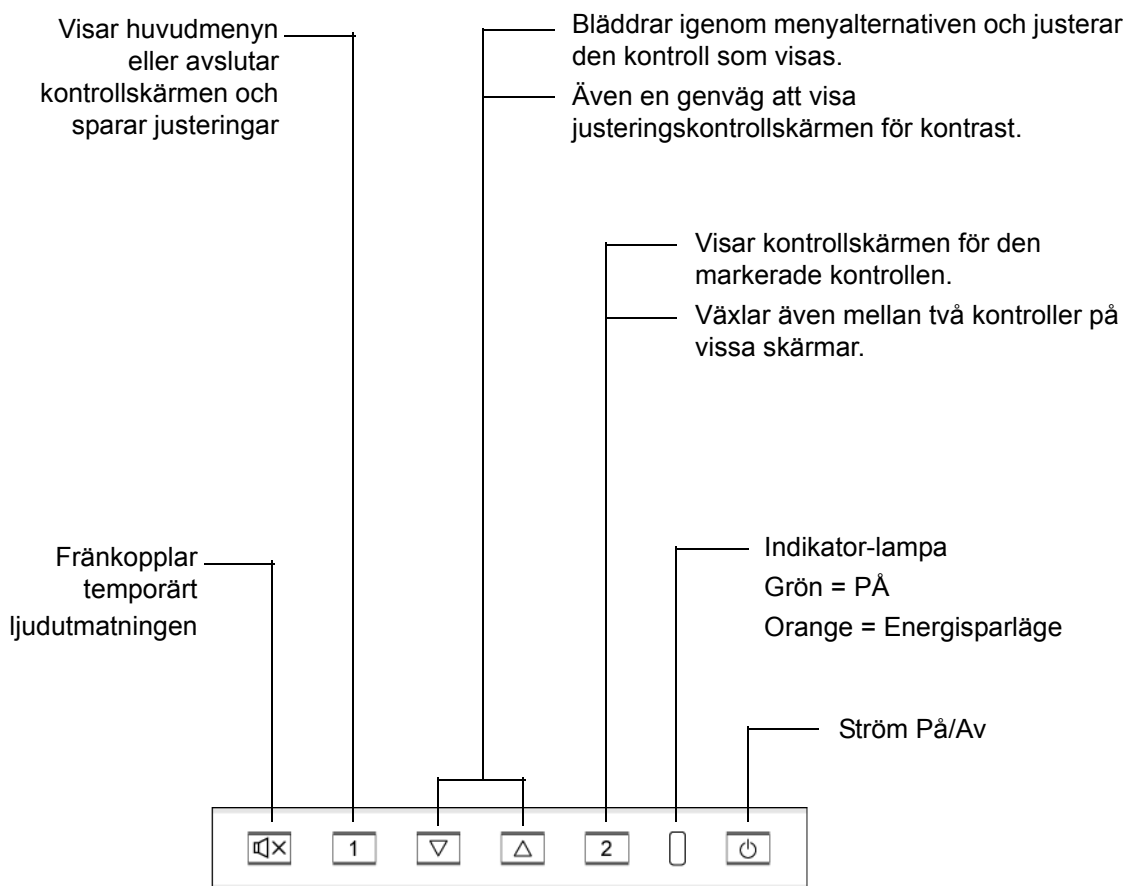 Visar huvudmenyn
eller avslutar
kontrollskärmen och
sparar justeringar
Bläddrar igenom menyalternativen och justerar
den kontroll som visas.
Även en genväg att visa
justeringskontrollskärmen för kontrast.
Visar kontrollskärmen för den
markerade kontrollen.
Växlar även mellan två kontroller på
vissa skärmar.
Fränkopplar
temporärt
ljudutmatningen
Indikator-lampa
Grön = PÅ
Orange = Energisparläge
Ström På/Av
1
2